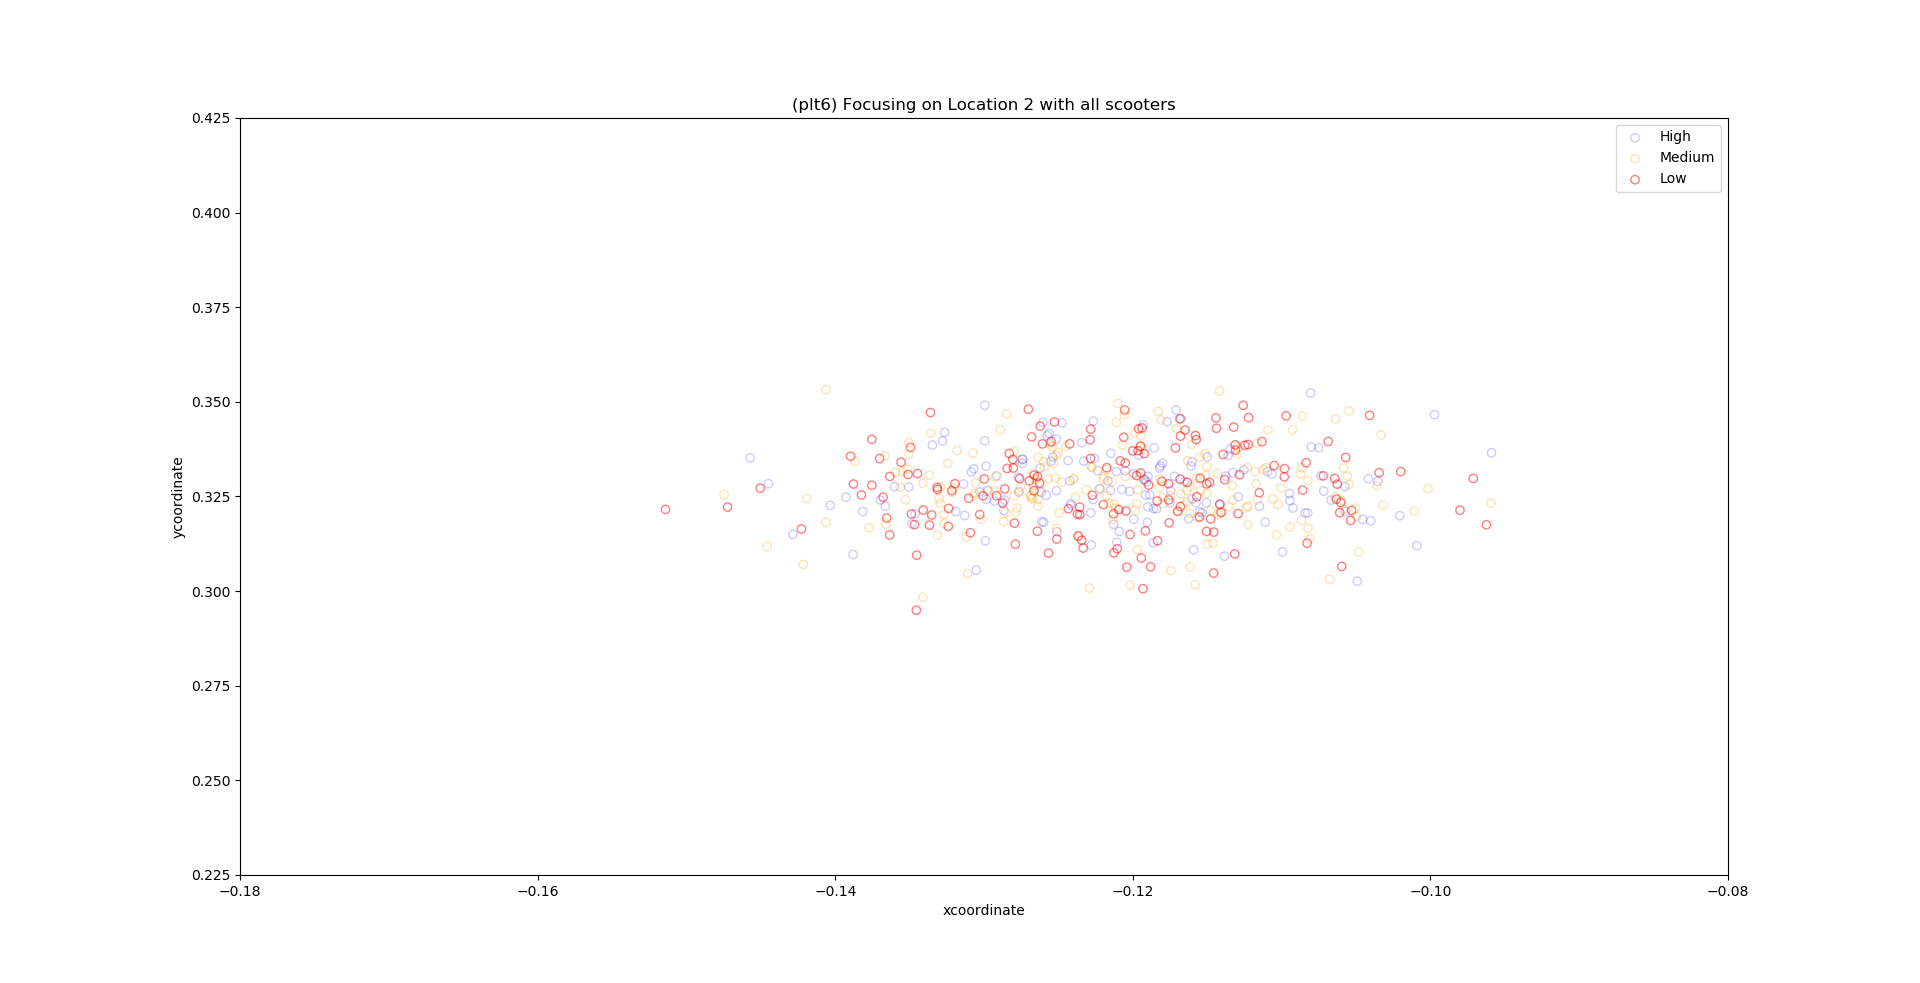 (plt6) Focusing on Location 2 with all scooters
High
Medium
Low
0.425
0.400
0.375
0.350
0.325
0.300
0.275
0.250
0.225
ycoordinate
−0.18 −0.16 −0.14 −0.12 −0.10 −0.08
xcoordinate